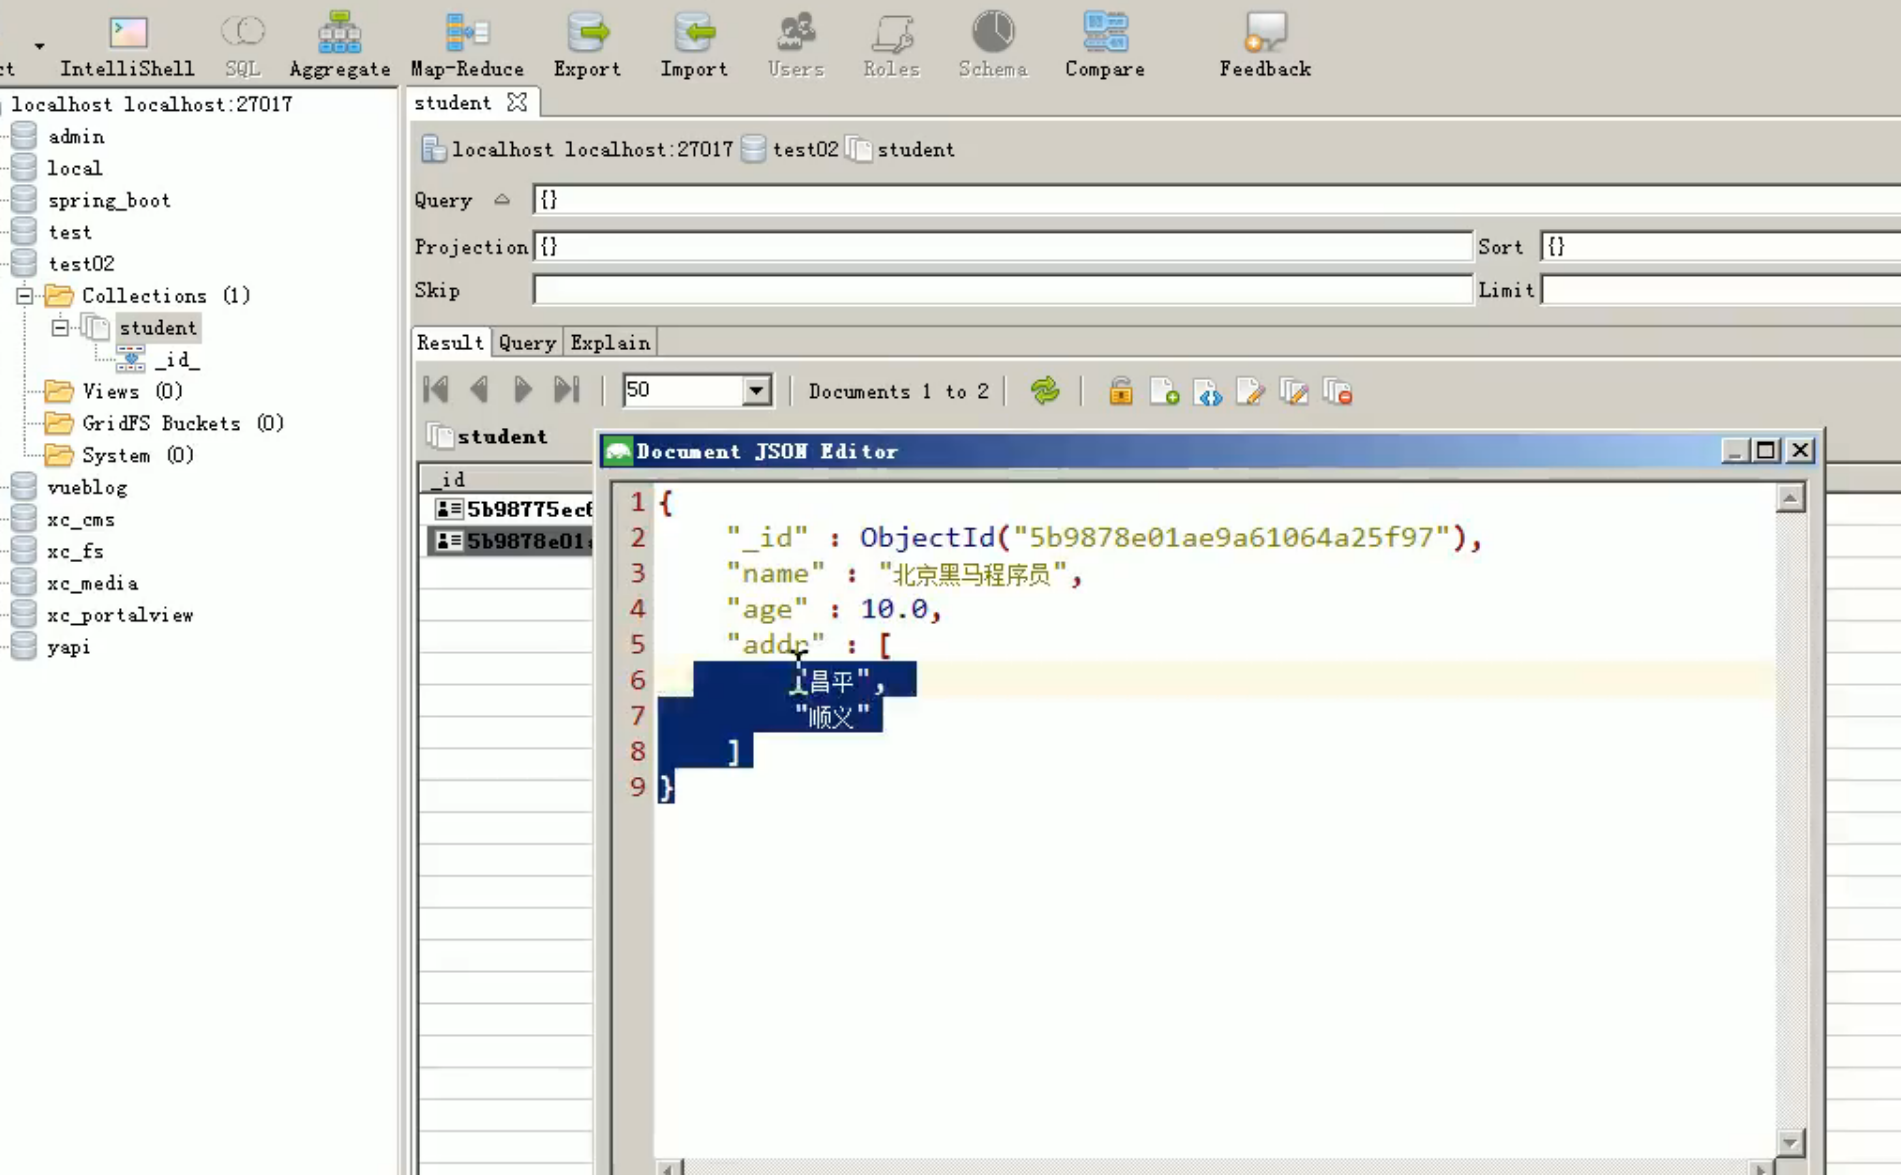 ct IntelliShell SQL Aggregate Map-Reduce Export Import Users Roles Schema Compare Feedback
localhost localhost:27017
admin
local
spring_boot
test
test02
Collections (1)
student
_id_
Views (0)
GridFS Buckets (0)
System (0)
vueblog
xc_cms
xc_fs
xc_media
xc_portalview
yapi
student
localhost localhost:27017 test02 student
Query {}
Projection {} Sort {}
Skip Limit
Result Query Explain
50 Documents 1 to 2
student
_id
5b98775ec
5b9878e01
Document JSON Editor
1 {
2 "_id" : ObjectId("5b9878e01ae9a61064a25f97"),
3 "name" : "北京黑马程序员",
4 "age" : 10.0,
5 "addr" : [
6 "昌平",
7 "顺义"
8 ]
9 }